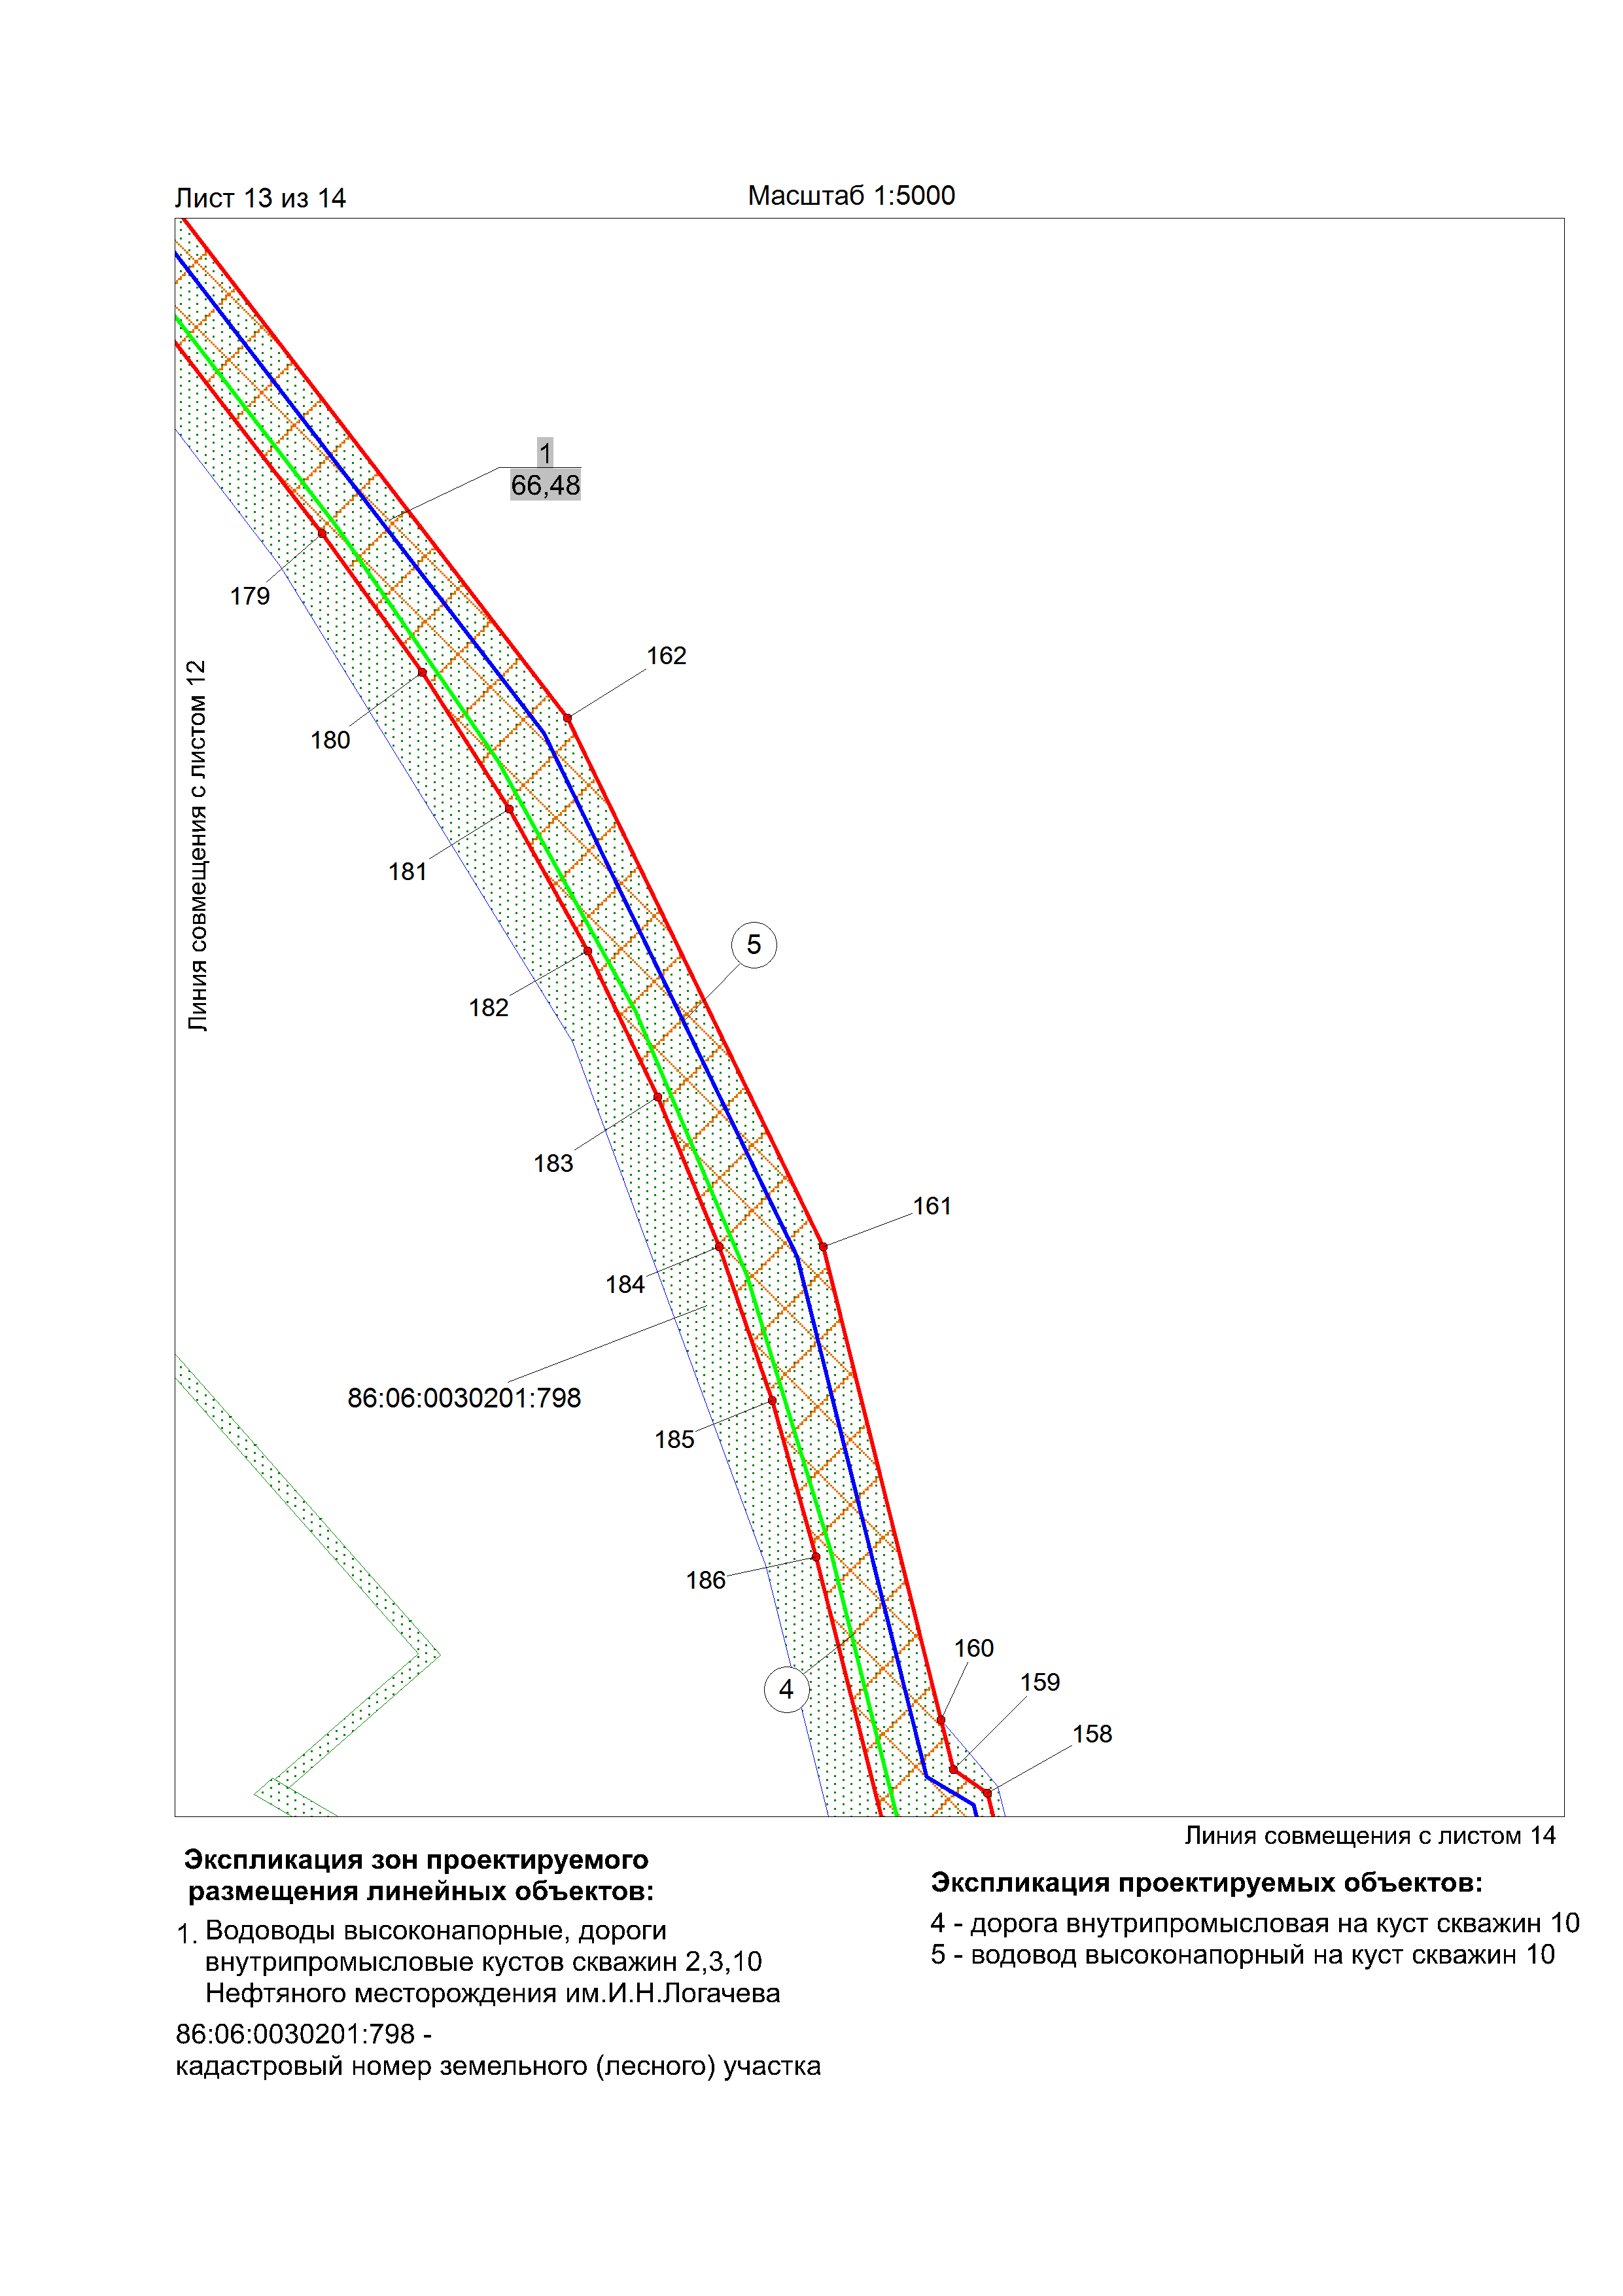 Лист 13 из 14
Масштаб 1:5000
1
66,48
179
162
180
Линия совмещения с листом 12
181
5
182
183
161
184
86:06:0030201:798
185
186
160
159
4
158
Линия совмещения с листом 14
Экспликация зон проектируемого
размещения линейных объектов:
1. Водоводы высоконапорные, дороги
внутрипромысловые кустов скважин 2,3,10
Нефтяного месторождения им.И.Н.Логачева
86:06:0030201:798 -
кадастровый номер земельного (лесного) участка
Экспликация проектируемых объектов:
4 - дорога внутрипромысловая на куст скважин 10
5 - водовод высоконапорный на куст скважин 10